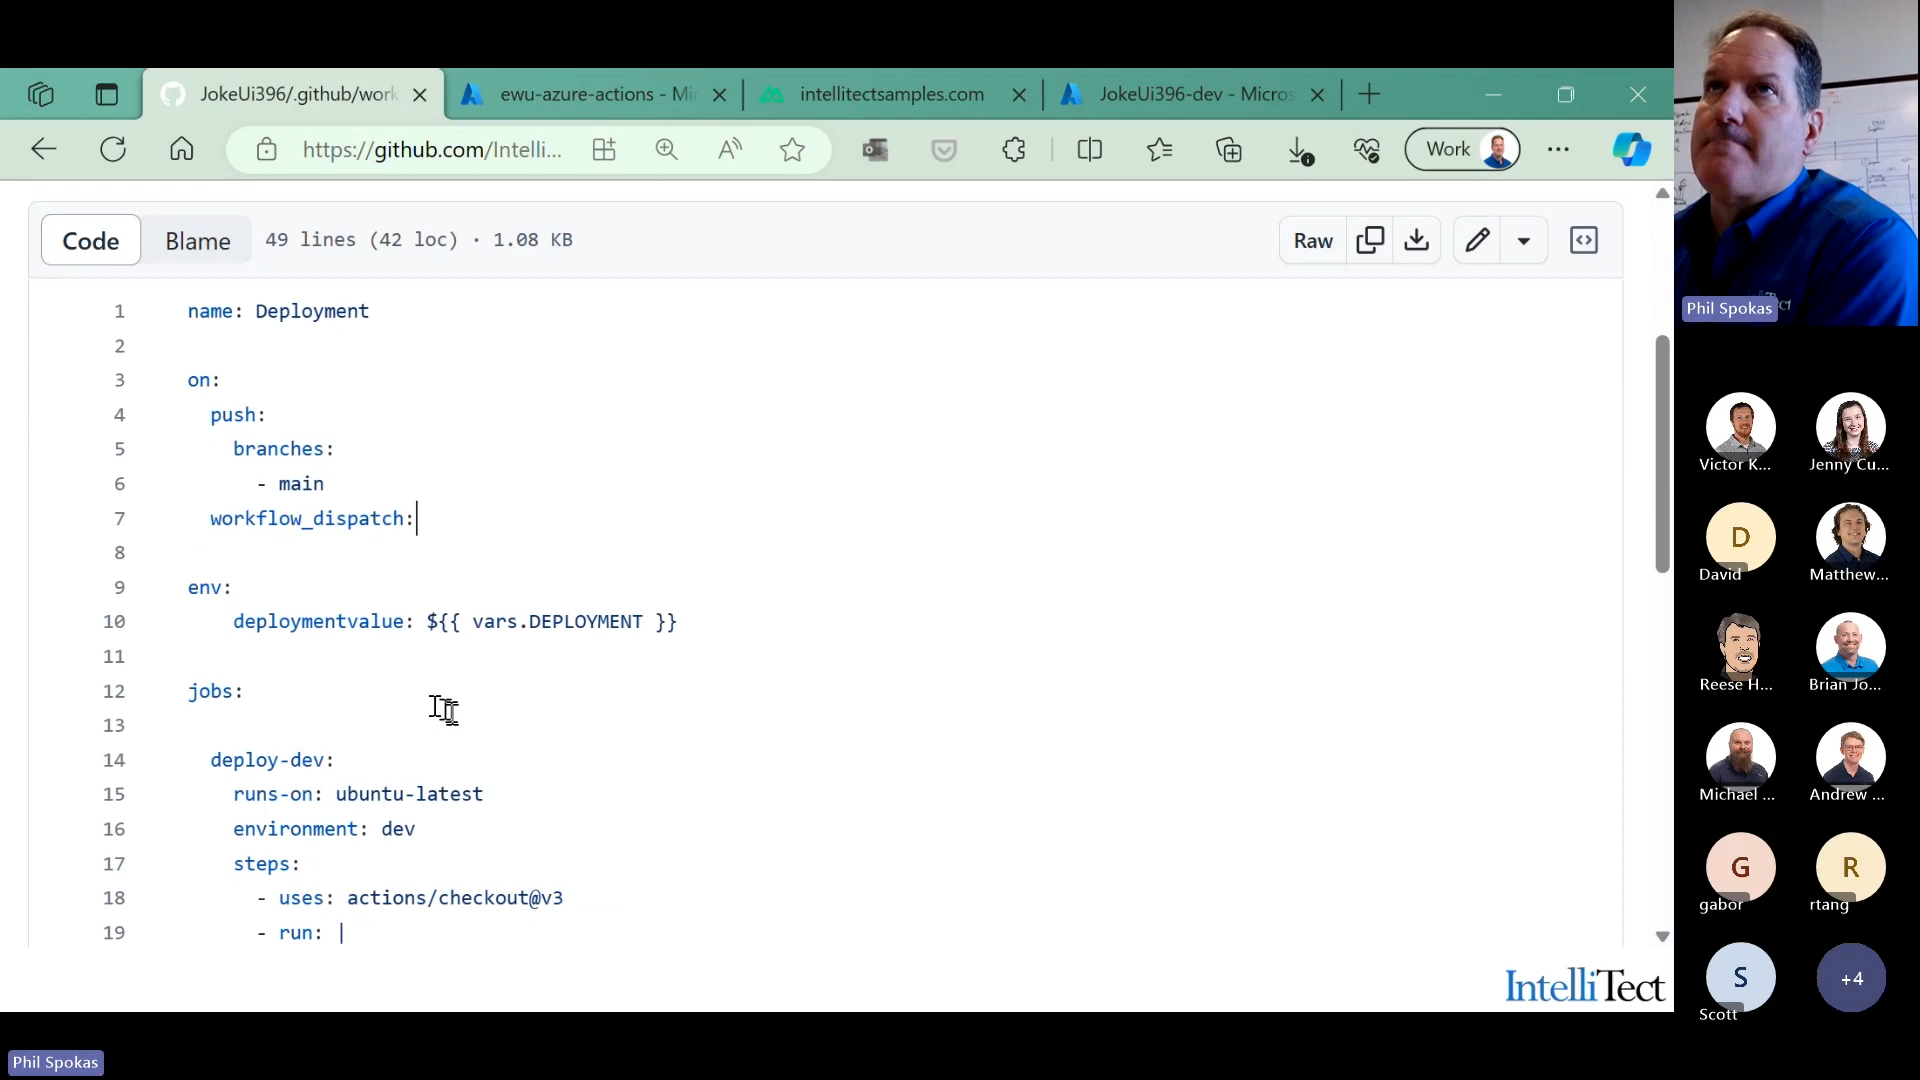 JokeUi396/.github/work
ewu-azure-actions - Mi
intellitectsamples.com
JokeUi396-dev - Micros
https://github.com/Intelli...
Work
Code
Blame
49 lines (42 loc) · 1.08 KB
Raw
1 name: Deployment
2
3 on:
4 push:
5 branches:
6 - main
7 workflow_dispatch:
8
9 env:
10 deploymentvalue: ${{ vars.DEPLOYMENT }}
11
12 jobs:
13
14 deploy-dev:
15 runs-on: ubuntu-latest
16 environment: dev
17 steps:
18 - uses: actions/checkout@v3
19 - run: |
IntelliTect
Phil Spokas
Phil Spokas
Victor K...
Jenny Cu...
D
David
Matthew...
Reese H...
Brian Jo...
Michael ...
Andrew ...
G
gabor
R
rtang
S
Scott
+4